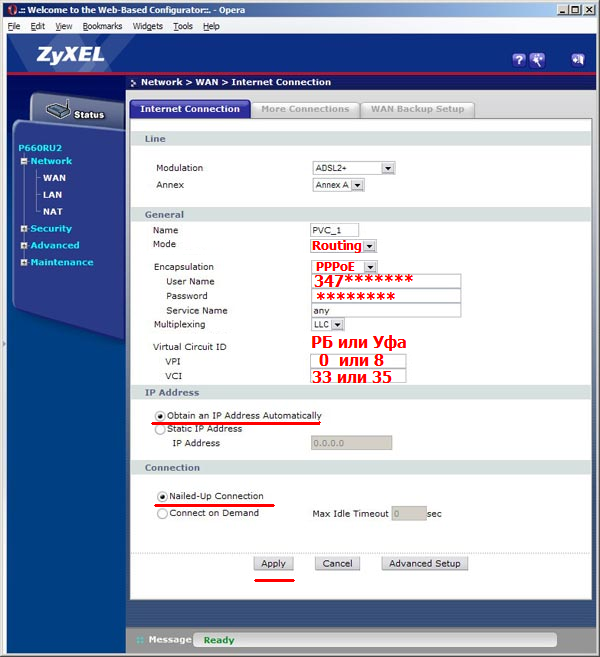 .:: Welcome to the Web-Based Configurator::. - Opera
File Edit View Bookmarks Widgets Tools Help
ZyXEL
Network > WAN > Internet Connection
Status
P660RU2
Network
WAN
LAN
NAT
Security
Advanced
Maintenance
Internet Connection More Connections WAN Backup Setup
Line
Modulation ADSL2+
Annex Annex A
General
Name PVC_1
Mode Routing
Encapsulation PPPoE
User Name 347*******
Password ********
Service Name any
Multiplexing LLC
Virtual Circuit ID РБ или Уфа
VPI 0 или 8
VCI 33 или 35
IP Address
Obtain an IP Address Automatically
Static IP Address
IP Address 0.0.0.0
Connection
Nailed-Up Connection
Connect on Demand Max Idle Timeout 0 sec
Apply Cancel Advanced Setup
:: Message Ready